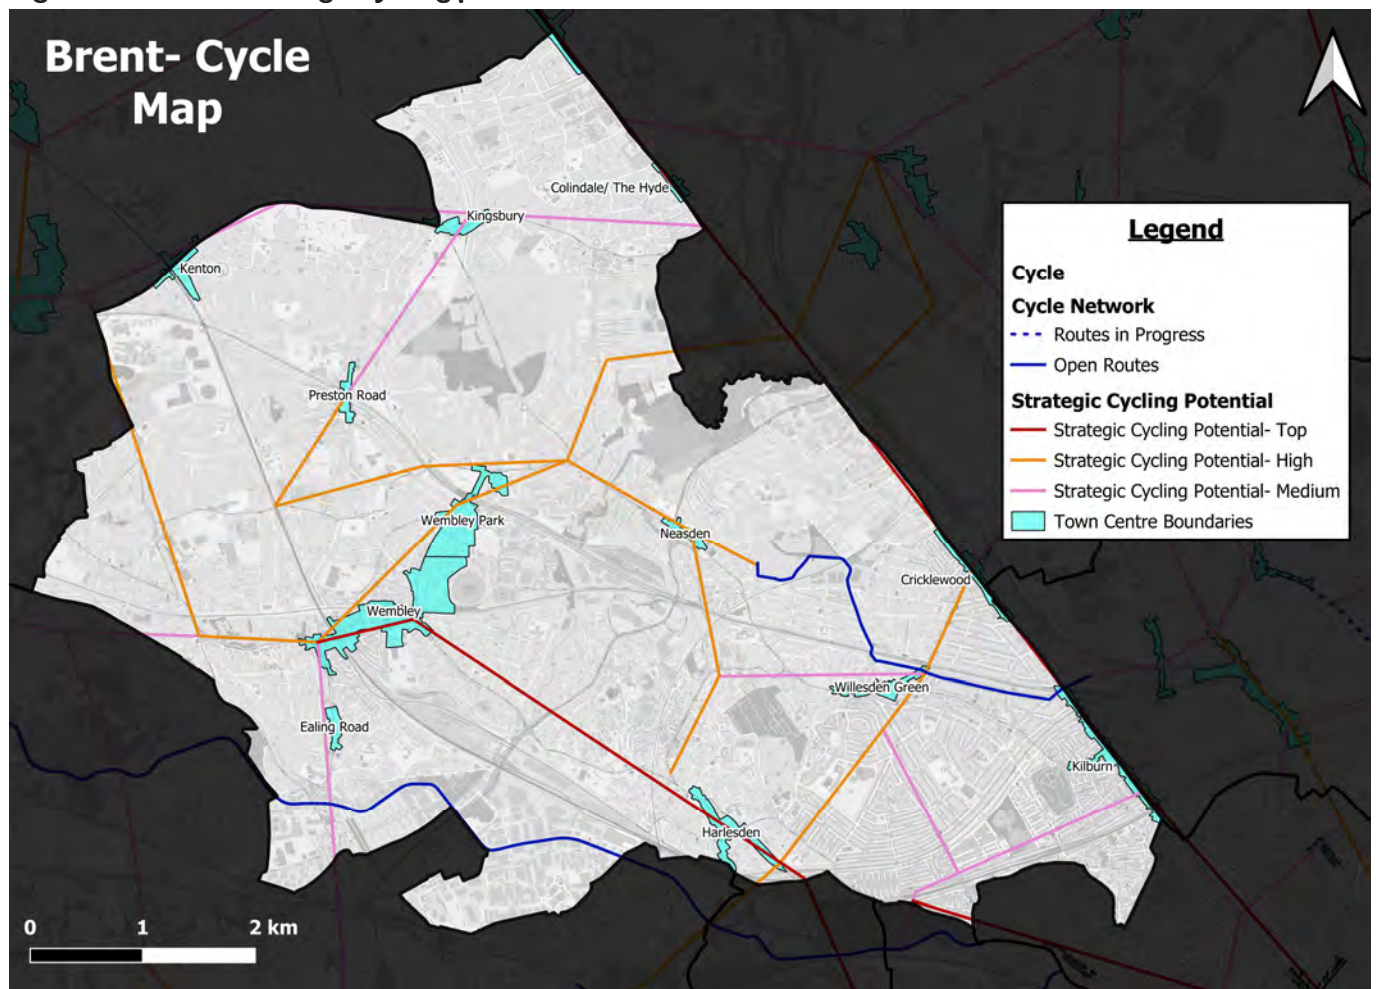 Brent- Cycle
Map
Colindale/ The Hyde
Kingsbury
Kenton
Legend
Cycle
Cycle Network
Routes in Progress
Open Routes
Strategic Cycling Potential
Strategic Cycling Potential- Top
Strategic Cycling Potential- High
Strategic Cycling Potential- Medium
Town Centre Boundaries
Preston Road
Wembley Park
Neasden
Cricklewood
Wembley
Willesden Green
Ealing Road
Kilburn
Harlesden
0 1 2 km